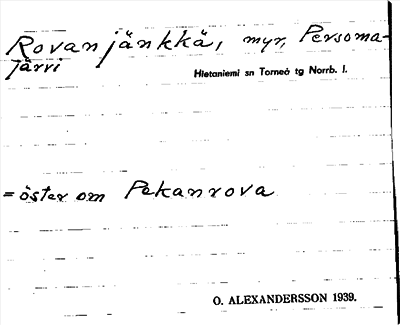 Rovanjänkkä, myr, Persoma-
järvi
Hietaniemi sn Torneå tg Norrb. l.
= öster om Pekanrova
O. ALEXANDERSSON 1939.